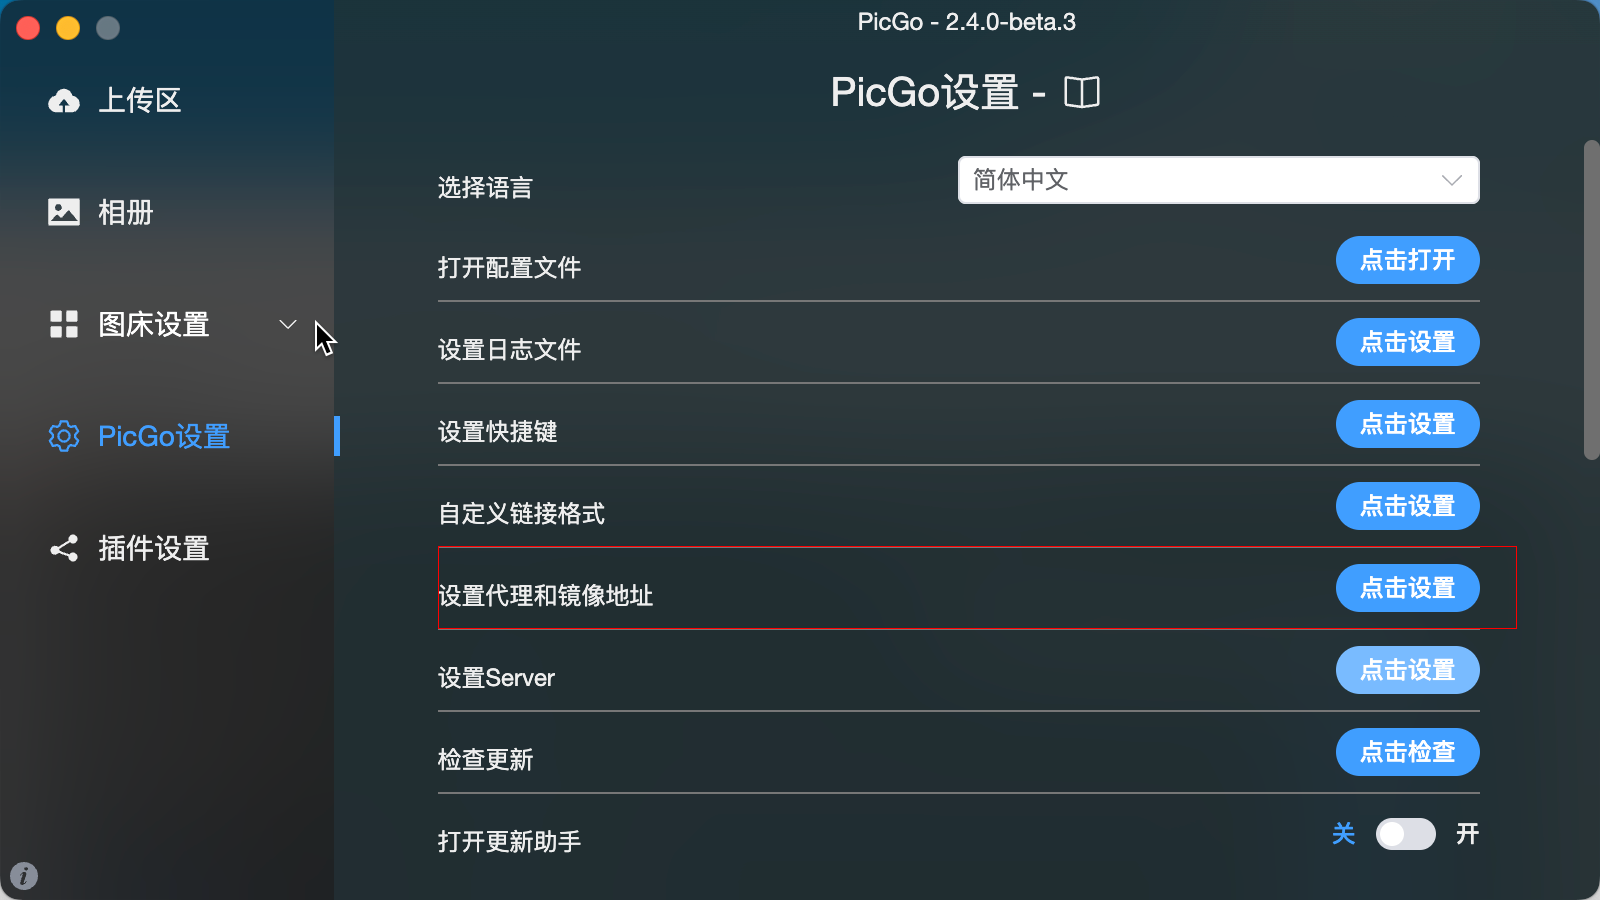 PicGo - 2.4.0-beta.3
上传区
相册
图床设置
PicGo设置
插件设置
PicGo设置 -
选择语言
简体中文
打开配置文件
点击打开
设置日志文件
点击设置
设置快捷键
点击设置
自定义链接格式
点击设置
设置代理和镜像地址
点击设置
设置Server
点击设置
检查更新
点击检查
打开更新助手
关
开